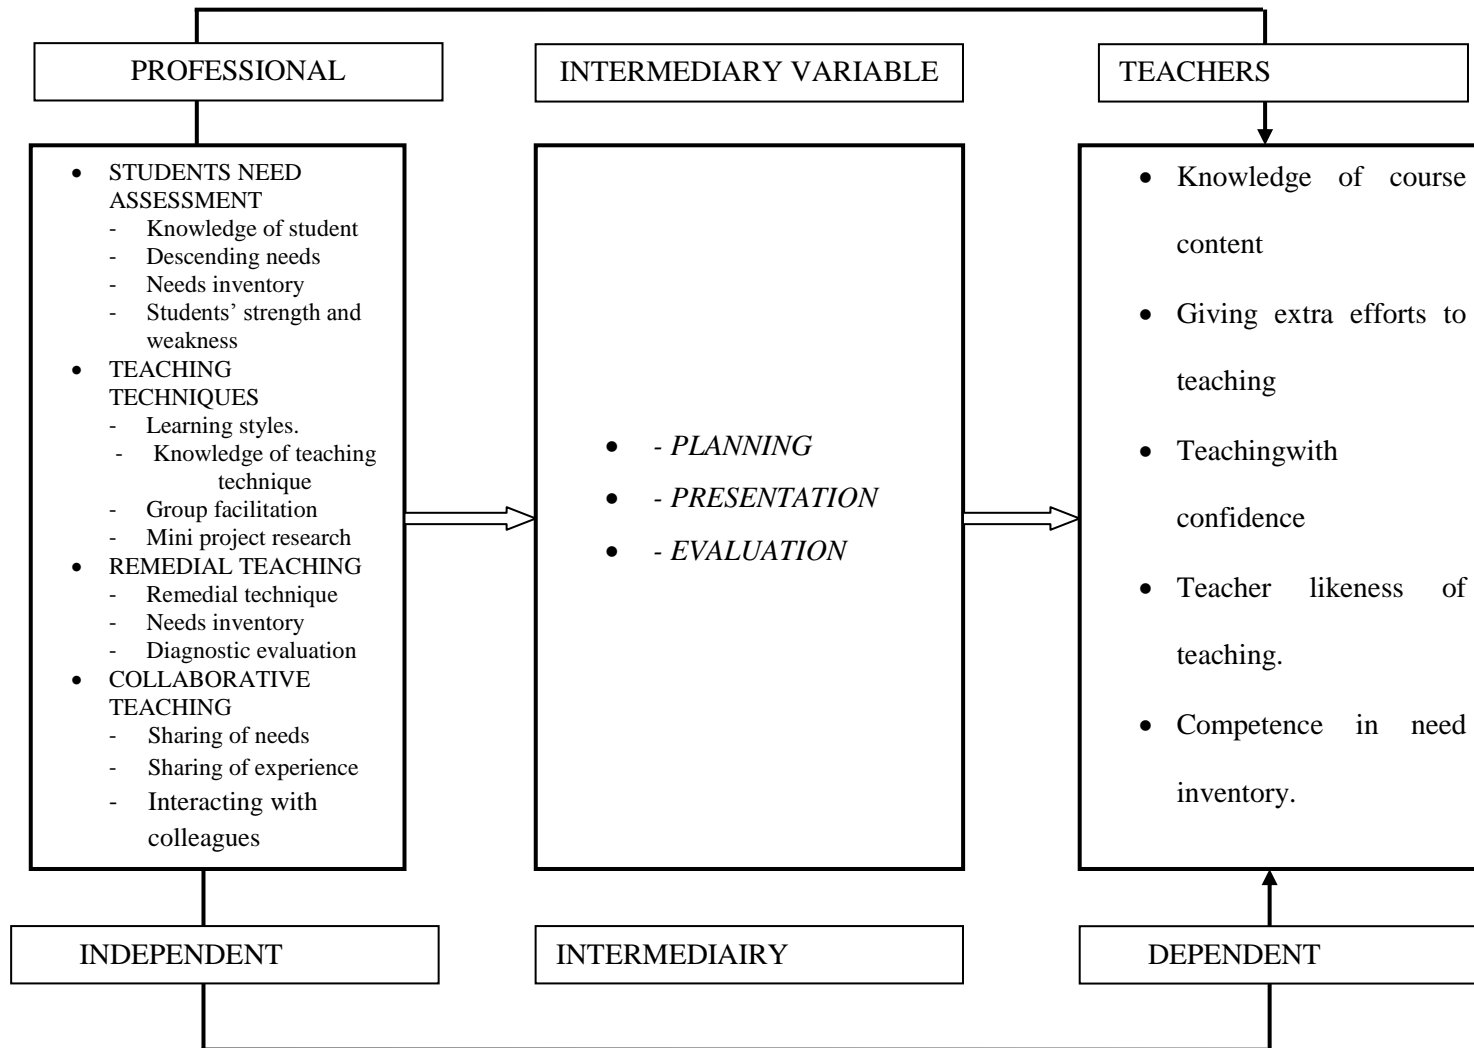 PROFESSIONAL
INTERMEDIARY VARIABLE
TEACHERS
• STUDENTS NEED
ASSESSMENT
- Knowledge of student
- Descending needs
- Needs inventory
- Students’ strength and
weakness
• TEACHING
TECHNIQUES
- Learning styles.
- Knowledge of teaching
technique
- Group facilitation
- Mini project research
• REMEDIAL TEACHING
- Remedial technique
- Needs inventory
- Diagnostic evaluation
• COLLABORATIVE
TEACHING
- Sharing of needs
- Sharing of experience
- Interacting with
colleagues
• - PLANNING
• - PRESENTATION
• - EVALUATION
• Knowledge of course
content
• Giving extra efforts to
teaching
• Teachingwith
confidence
• Teacher likeness of
teaching.
• Competence in need
inventory.
INDEPENDENT
INTERMEDIAIRY
DEPENDENT